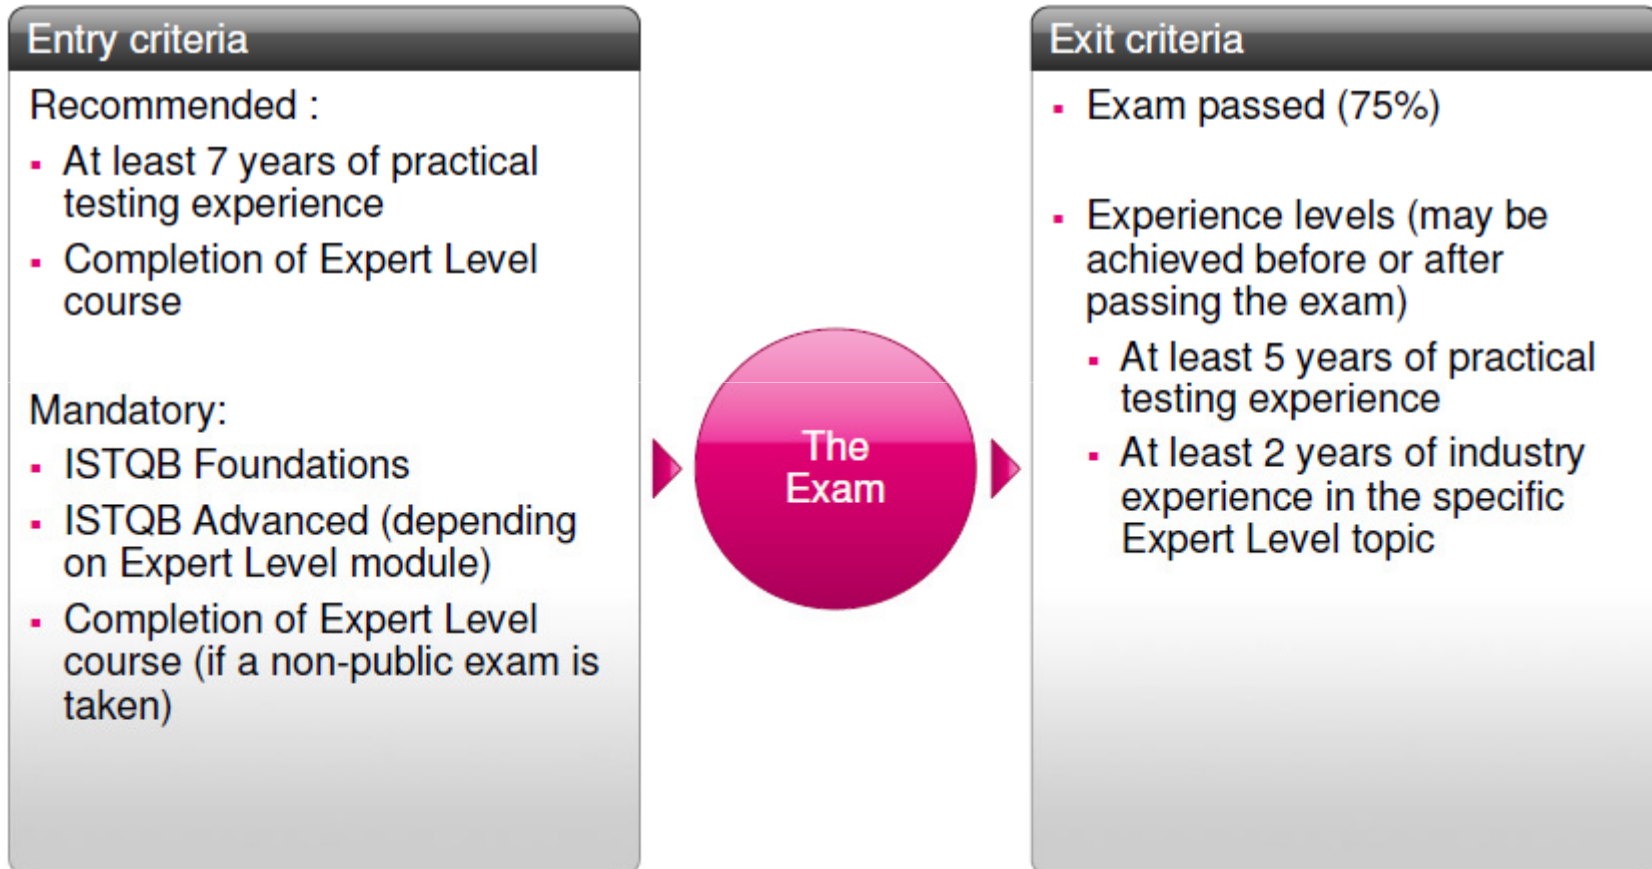 Entry criteria
Recommended :
▪ At least 7 years of practical
testing experience
▪ Completion of Expert Level
course
Mandatory:
▪ ISTQB Foundations
▪ ISTQB Advanced (depending
on Expert Level module)
▪ Completion of Expert Level
course (if a non-public exam is
taken)
The
Exam
Exit criteria
▪ Exam passed (75%)
▪ Experience levels (may be
achieved before or after
passing the exam)
▪ At least 5 years of practical
testing experience
▪ At least 2 years of industry
experience in the specific
Expert Level topic